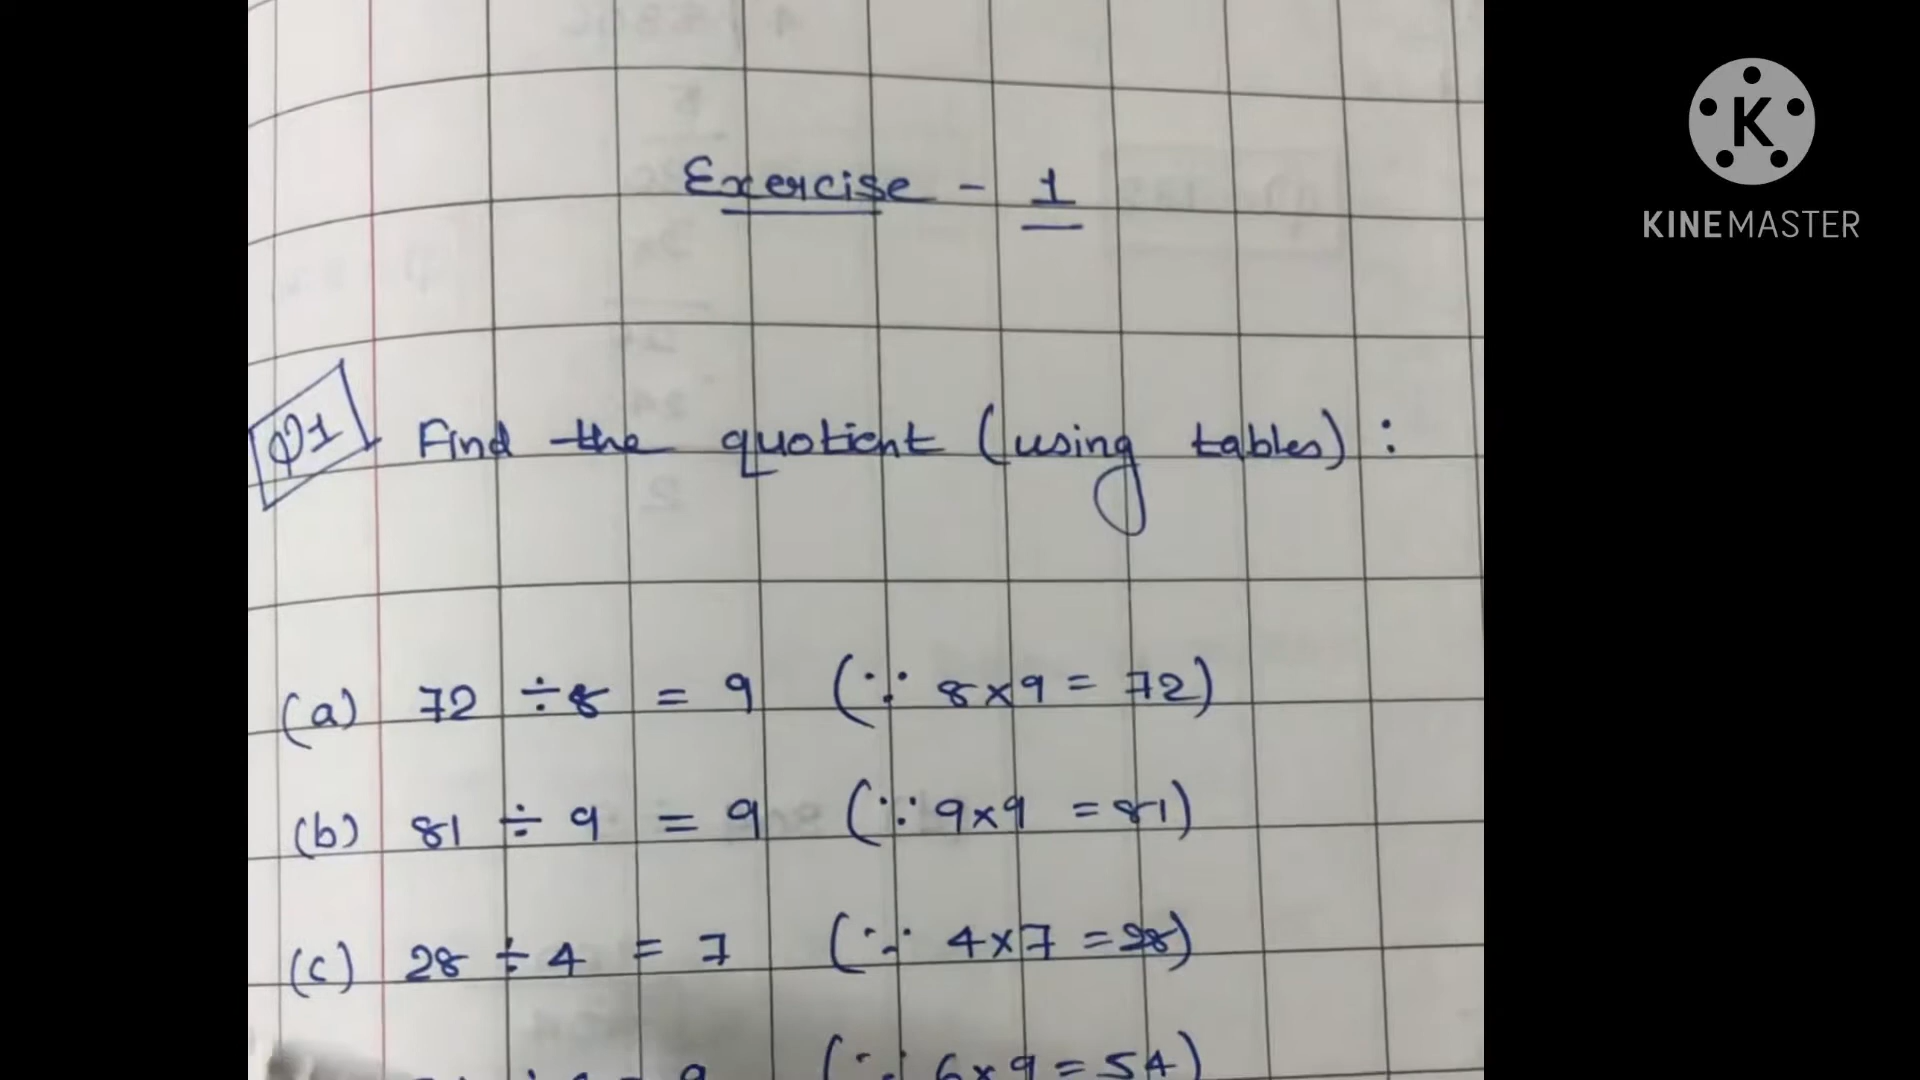 Exercise - 1
Q1 Find the quotient (using tables) :
(a) 72 ÷ 8 = 9 (∵ 8×9 = 72)
(b) 81 ÷ 9 = 9 (∵ 9×9 = 81)
(c) 28 ÷ 4 = 7 (∵ 4×7 = 28)
= 9 (∵ 6×9 = 54)
K
KINEMASTER